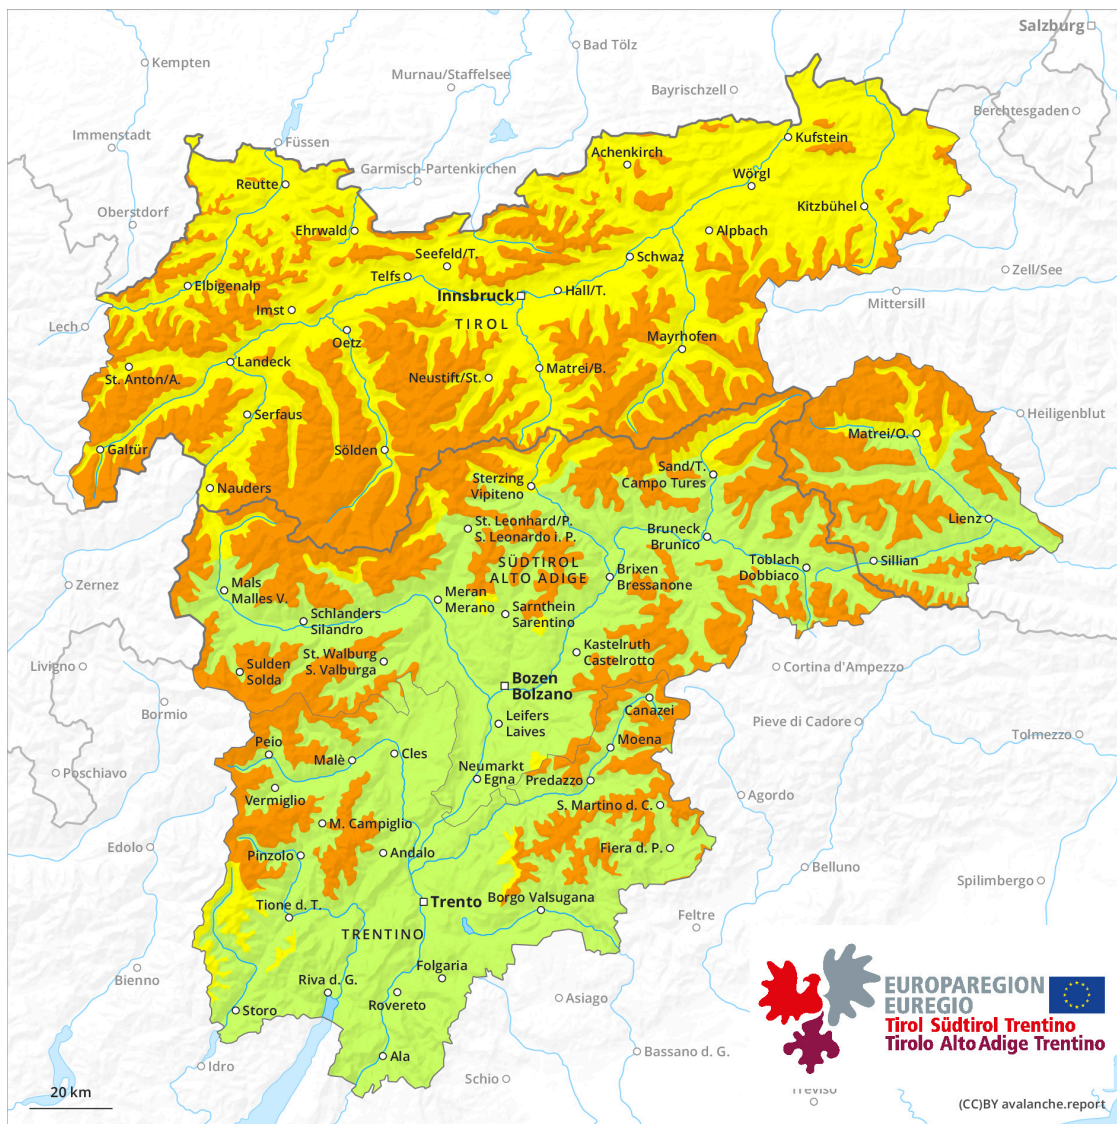 Salzburg
Bad Tölz
Kempten
Murnau/Staffelsee
Bayrischzell
Berchtesgaden
Immenstadt
Füssen
Kufstein
Achenkirch
Garmisch-Partenkirchen
Wörgl
Reutte
Kitzbühel
Oberstdorf
Ehrwald
Alpbach
Seefeld/T.
Schwaz
Zell/See
Telfs
Elbigenalp
Hall/T.
Innsbruck
Mittersill
Imst
TIROL
Lech
Oetz
Mayrhofen
Landeck
Matrei/B.
St. Anton/A.
Neustift/St.
Serfaus
Heiligenblut
Matrei/O.
Galtür
Sölden
Sterzing
Vipiteno
Sand/T.
Campo Tures
Nauders
Lienz
St. Leonhard/P.
S. Leonardo i. P.
Bruneck
Brunico
SÜDTIROL
ALTO ADIGE
Toblach
Dobbiaco
Sillian
Zernez
Mals
Malles V.
Brixen
Bressanone
Meran
Merano
Sarnthein
Sarentino
Schlanders
Silandro
Kastelruth
Castelrotto
St. Walburg
S. Valburga
Livigno
Sulden
Solda
Cortina d'Ampezzo
Bozen
Bolzano
Canazei
Bormio
Leifers
Laives
Pieve di Cadore
Tolmezzo
Peio
Moena
Malè
Cles
Poschiavo
Neumarkt
Egna
Predazzo
Vermiglio
Agordo
S. Martino d. C.
M. Campiglio
Edolo
Pinzolo
Andalo
Fiera d. P.
Belluno
Spilimbergo
Tione d. T.
Trento
Borgo Valsugana
Feltre
TRENTINO
Folgaria
Bienno
Riva d. G.
Rovereto
Asiago
Storo
EUROPAREGION
EUREGIO
Tirol Südtirol Trentino
Tirolo Alto Adige Trentino
Ala
Bassano d. G.
Idro
Schio
20 km
Treviso
(CC)BY avalanche.report